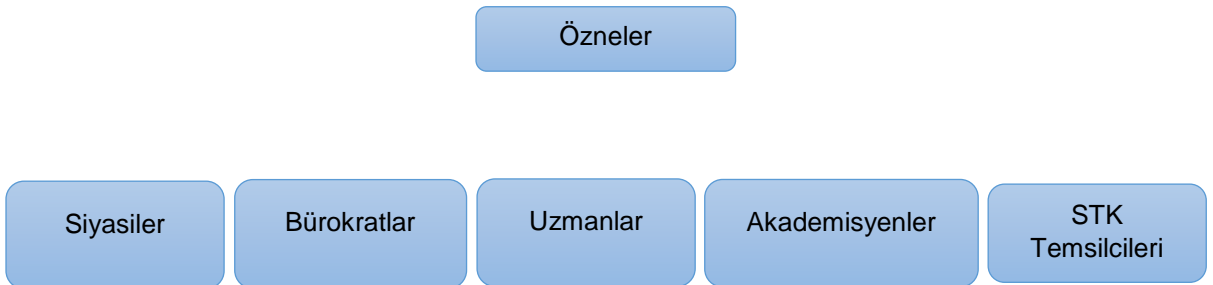 Özneler
Siyasiler
Bürokratlar
Uzmanlar
Akademisyenler
STK
Temsilcileri